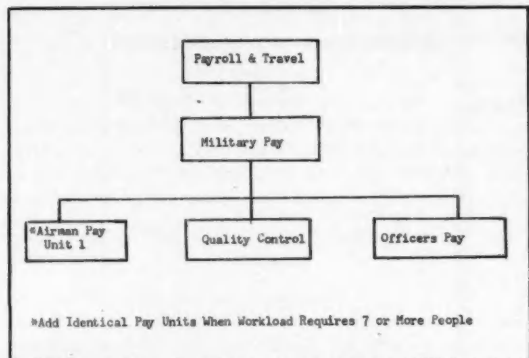 Payroll & Travel
Military Pay
*Airman Pay
Unit 1
Quality Control
Officers Pay
*Add Identical Pay Units When Workload Requires 7 or More People